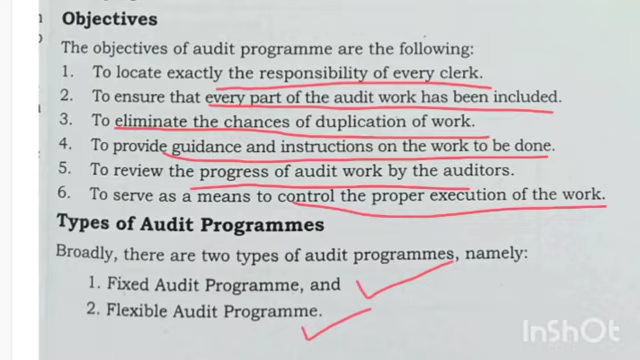 Objectives
The objectives of audit programme are the following:
1. To locate exactly the responsibility of every clerk.
2. To ensure that every part of the audit work has been included.
3. To eliminate the chances of duplication of work.
4. To provide guidance and instructions on the work to be done.
5. To review the progress of audit work by the auditors.
6. To serve as a means to control the proper execution of the work.
Types of Audit Programmes
Broadly, there are two types of audit programmes, namely:
1. Fixed Audit Programme, and
2. Flexible Audit Programme.
InShOt